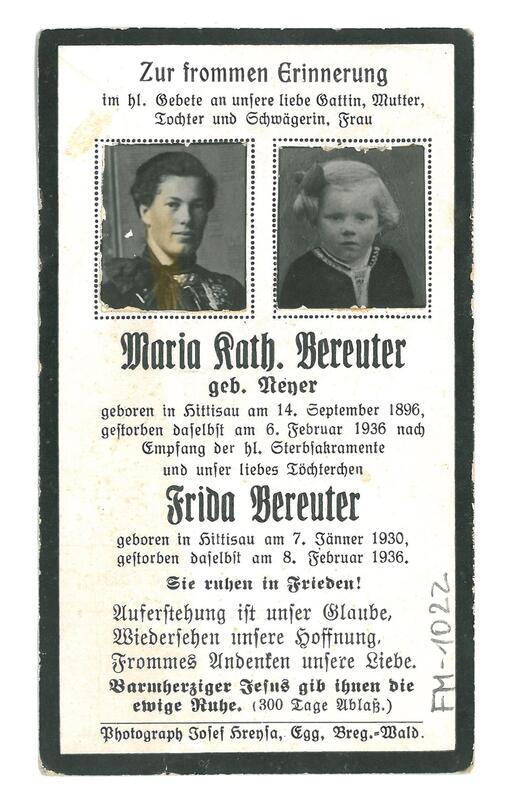 Zur frommen Erinnerung
im hl. Gebete an unsere liebe Gattin, Mutter,
Tochter und Schwägerin, Frau
Maria Kath. Bereuter
geb. Neyer
geboren in Hittisau am 14. September 1896,
gestorben daselbst am 6. Februar 1936 nach
Empfang der hl. Sterbsakramente
und unser liebes Töchterchen
Frida Bereuter
geboren in Hittisau am 7. Jänner 1930,
gestorben daselbst am 8. Februar 1936.
Sie ruhen in Frieden!
Auferstehung ist unser Glaube,
Wiedersehen unsere Hoffnung,
Frommes Andenken unsere Liebe.
Barmherziger Jesus gib ihnen die
ewige Ruhe. (300 Tage Ablaß.)
Photograph Josef Hreysa, Egg, Breg.=Wald.
FM-1022